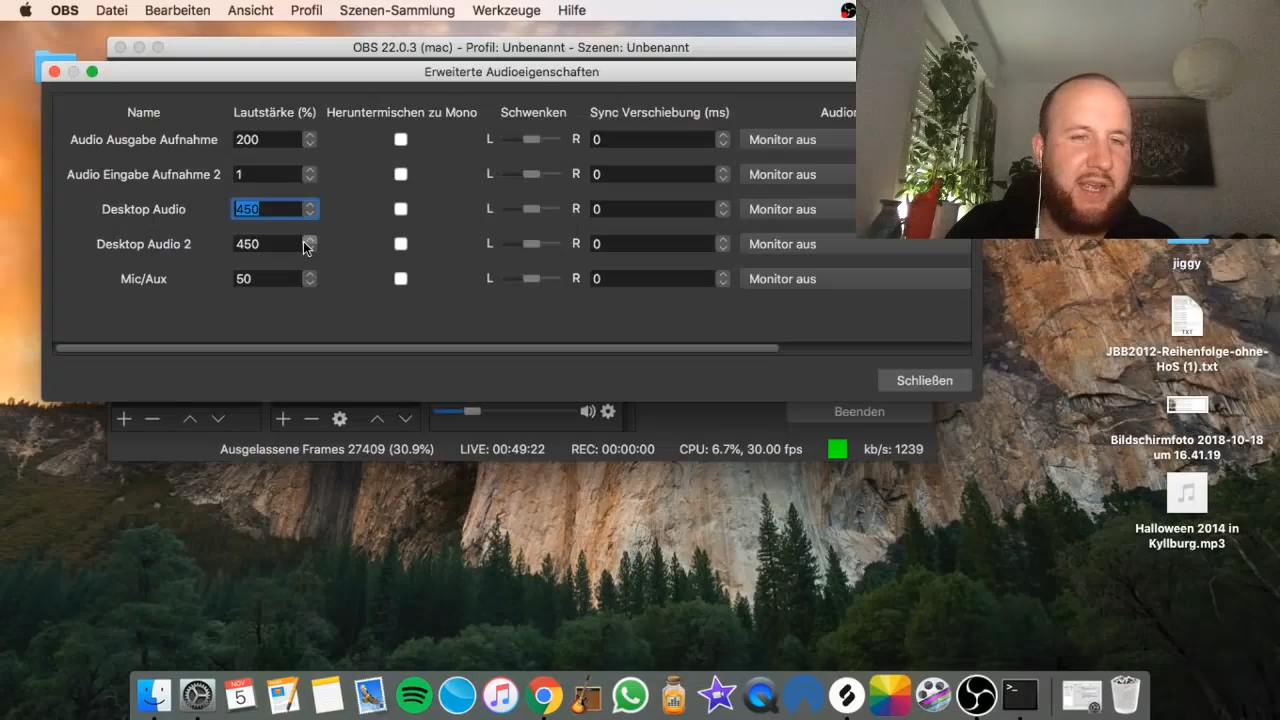 OBS Datei Bearbeiten Ansicht Profil Szenen-Sammlung Werkzeuge Hilfe
OBS 22.0.3 (mac) - Profil: Unbenannt - Szenen: Unbenannt
Erweiterte Audioeigenschaften
Name Lautstärke (%) Heruntermischen zu Mono Schwenken Sync Verschiebung (ms)
Audio Ausgabe Aufnahme 200 L R 0 Monitor aus
Audio Eingabe Aufnahme 2 1 L R 0 Monitor aus
Desktop Audio 450 L R 0 Monitor aus
Desktop Audio 2 450 L R 0 Monitor aus
Mic/Aux 50 L R 0 Monitor aus
Schließen
Beenden
Ausgelassene Frames 27409 (30.9%) LIVE: 00:49:22 REC: 00:00:00 CPU: 6.7%, 30.00 fps kb/s: 1239
jiggy
TXT
JBB2012-Reihenfolge-ohne-
HoS (1).txt
Bildschirmfoto 2018-10-18
um 16.41.19
Halloween 2014 in
Kyllburg.mp3
NOV
5